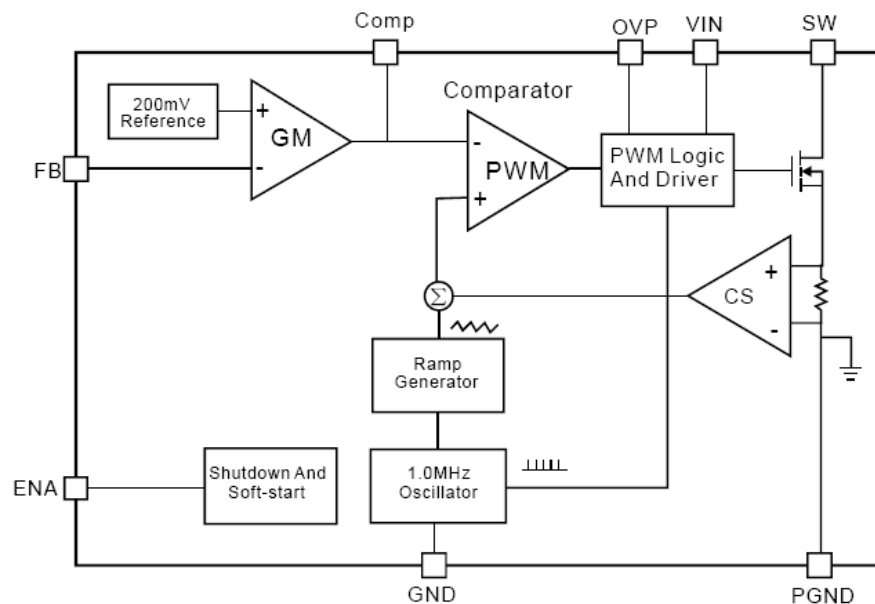 Comp
OVP
VIN
SW
200mV
Reference
+
-
GM
FB
Comparator
-
+
PWM
PWM Logic
And Driver
Σ
+
-
CS
Ramp
Generator
ENA
Shutdown And
Soft-start
1.0MHz
Oscillator
GND
PGND